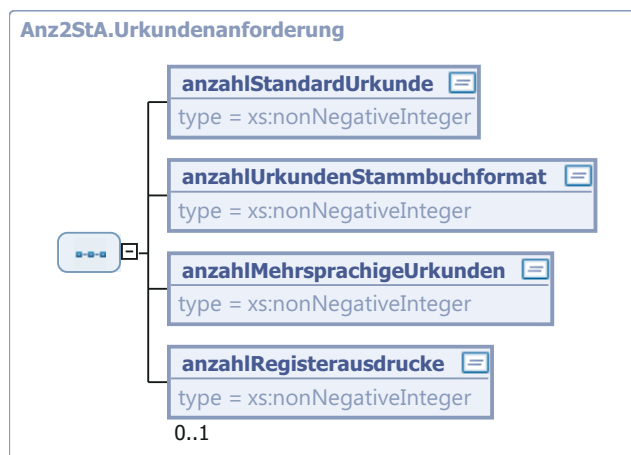 Anz2StA.Urkundenanforderung
anzahlStandardUrkunde
type = xs:nonNegativeInteger
anzahlUrkundenStammbuchformat
type = xs:nonNegativeInteger
anzahlMehrsprachigeUrkunden
type = xs:nonNegativeInteger
anzahlRegisterausdrucke
type = xs:nonNegativeInteger
0..1